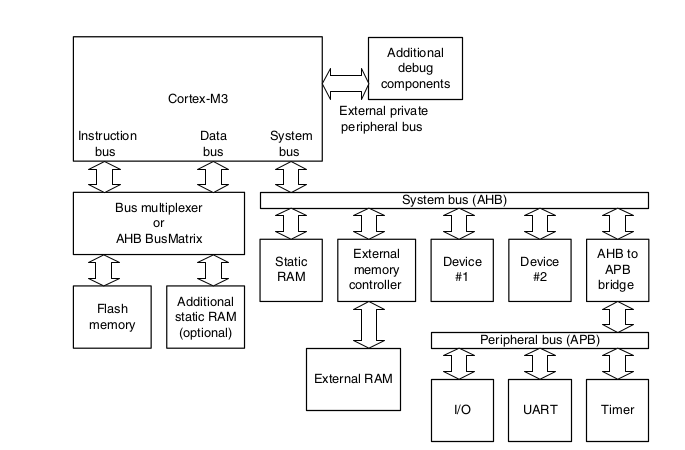 Additional
debug
components
Cortex-M3
External private
peripheral bus
Instruction
bus
Data
bus
System
bus
Bus multiplexer
or
AHB BusMatrix
System bus (AHB)
Static
RAM
External
memory
controller
Device
#1
Device
#2
AHB to
APB
bridge
Flash
memory
Additional
static RAM
(optional)
Peripheral bus (APB)
External RAM
I/O
UART
Timer